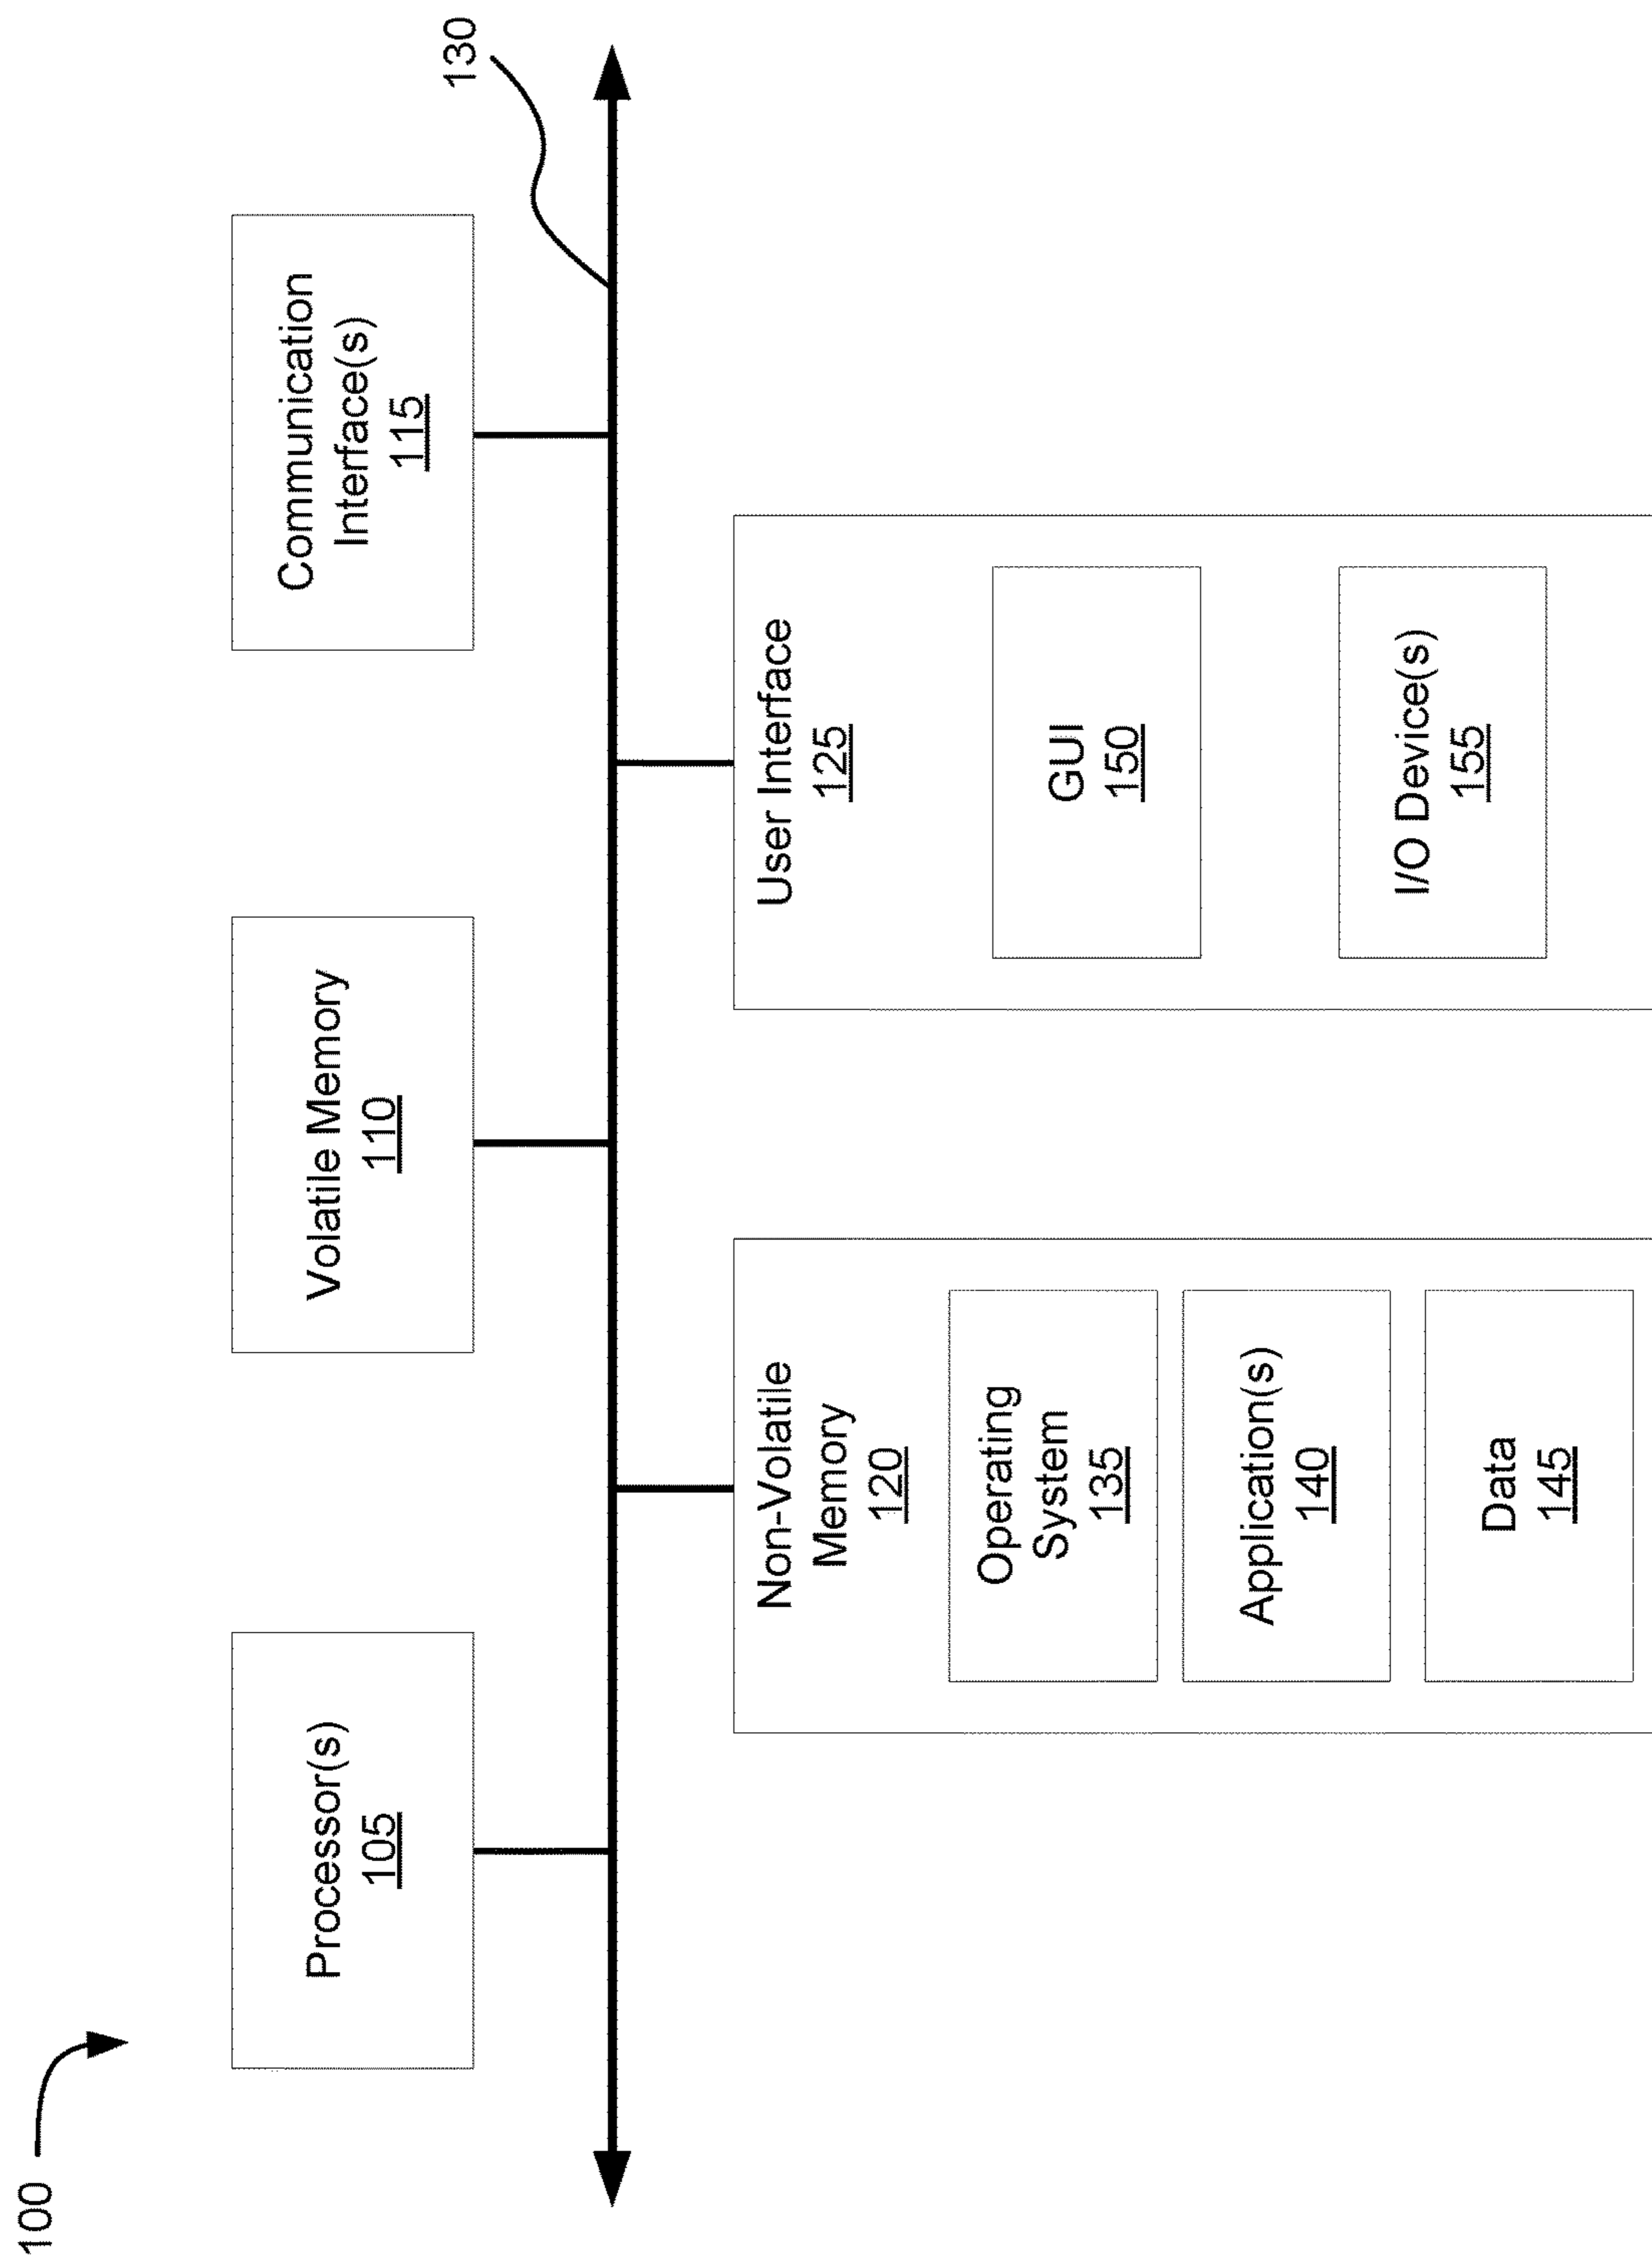 100
Processor(s)
105
Volatile Memory
110
Communication
Interface(s)
115
130
Non-Volatile
Memory
120
Operating
System
135
Application(s)
140
Data
145
User Interface
125
GUI
150
I/O Device(s)
155